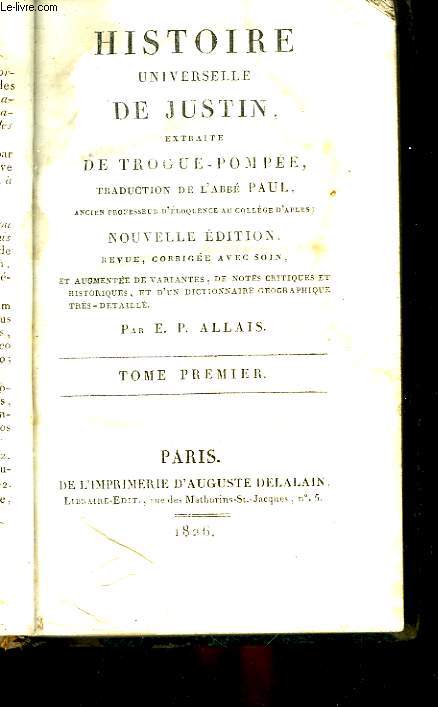 www.le-livre.com
HISTOIRE
UNIVERSELLE
DE JUSTIN,
EXTRAITE
DE TROGUE-POMPÉE,
TRADUCTION DE L'ABBÉ PAUL,
ANCIEN PROFESSEUR D'ÉLOQUENCE AU COLLÉGE D'ARLES;
NOUVELLE ÉDITION,
REVUE, CORRIGÉE AVEC SOIN,
ET AUGMENTÉE DE VARIANTES, DE NOTES CRITIQUES ET
HISTORIQUES, ET D'UN DICTIONNAIRE GÉOGRAPHIQUE
TRÈS-DÉTAILLÉ.
PAR E. P. ALLAIS.
TOME PREMIER.
PARIS.
DE L'IMPRIMERIE D'AUGUSTE DELALAIN,
LIBRAIRE-EDIT., rue des Mathurins-St.-Jacques, n°. 5.
1826.